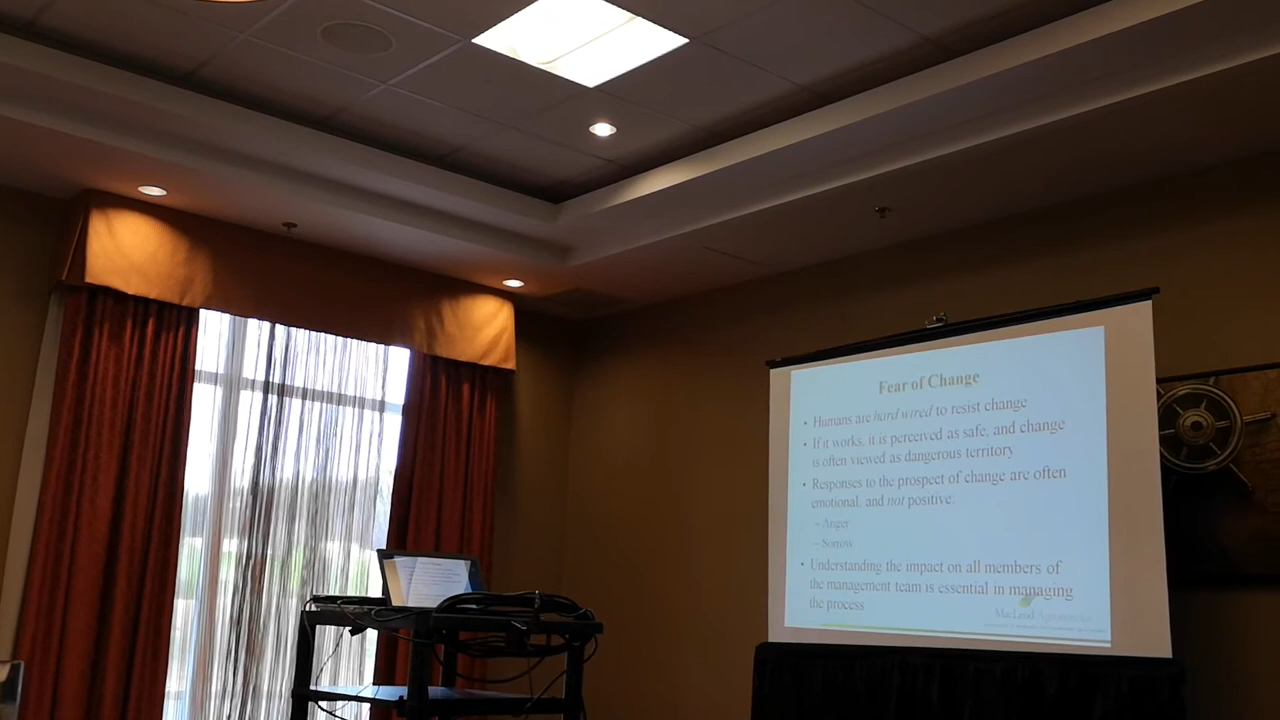 Fear of Change
• Humans are hard wired to resist change
• If it works, it is perceived as safe, and change
is often viewed as dangerous territory
• Responses to the prospect of change are often
emotional, and not positive:
– Anger
– Sorrow
• Understanding the impact on all members of
the management team is essential in managing
the process
MacLeod Agronomics